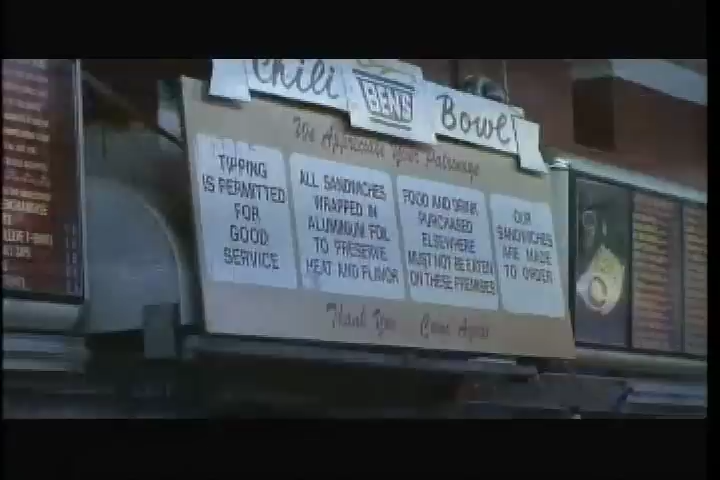 Chili BEN'S Bowl
We Appreciate Your Patronage
TIPPING
IS PERMITTED
FOR
GOOD
SERVICE
ALL SANDWICHES
WRAPPED IN
ALUMINUM FOIL
TO PRESERVE
HEAT AND FLAVOR
FOOD AND DRINK
PURCHASED
ELSEWHERE
MUST NOT BE EATEN
ON THESE PREMISES
OUR
SANDWICHES
ARE MADE
TO ORDER
Thank You Come Again